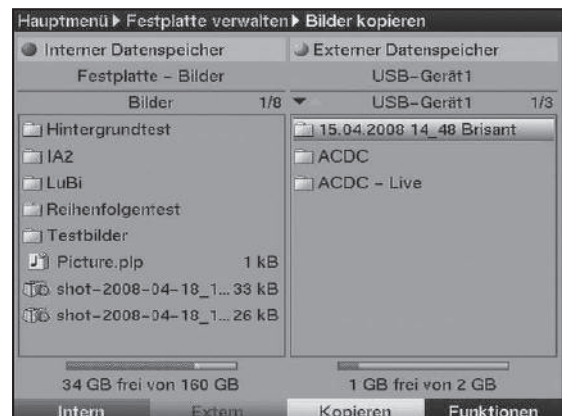 Hauptmenü ▶ Festplatte verwalten ▶ Bilder kopieren
Interner Datenspeicher
Festplatte - Bilder
Bilder 1/8
Hintergrundtest
IA2
LuBi
Reihenfolgentest
Testbilder
Picture.plp 1 kB
shot-2008-04-18_1... 33 kB
shot-2008-04-18_1... 26 kB
34 GB frei von 160 GB
Externer Datenspeicher
USB-Gerät1
USB-Gerät1 1/3
15.04.2008 14_48 Brisant
ACDC
ACDC - Live
1 GB frei von 2 GB
Intern Extern Kopieren Funktionen